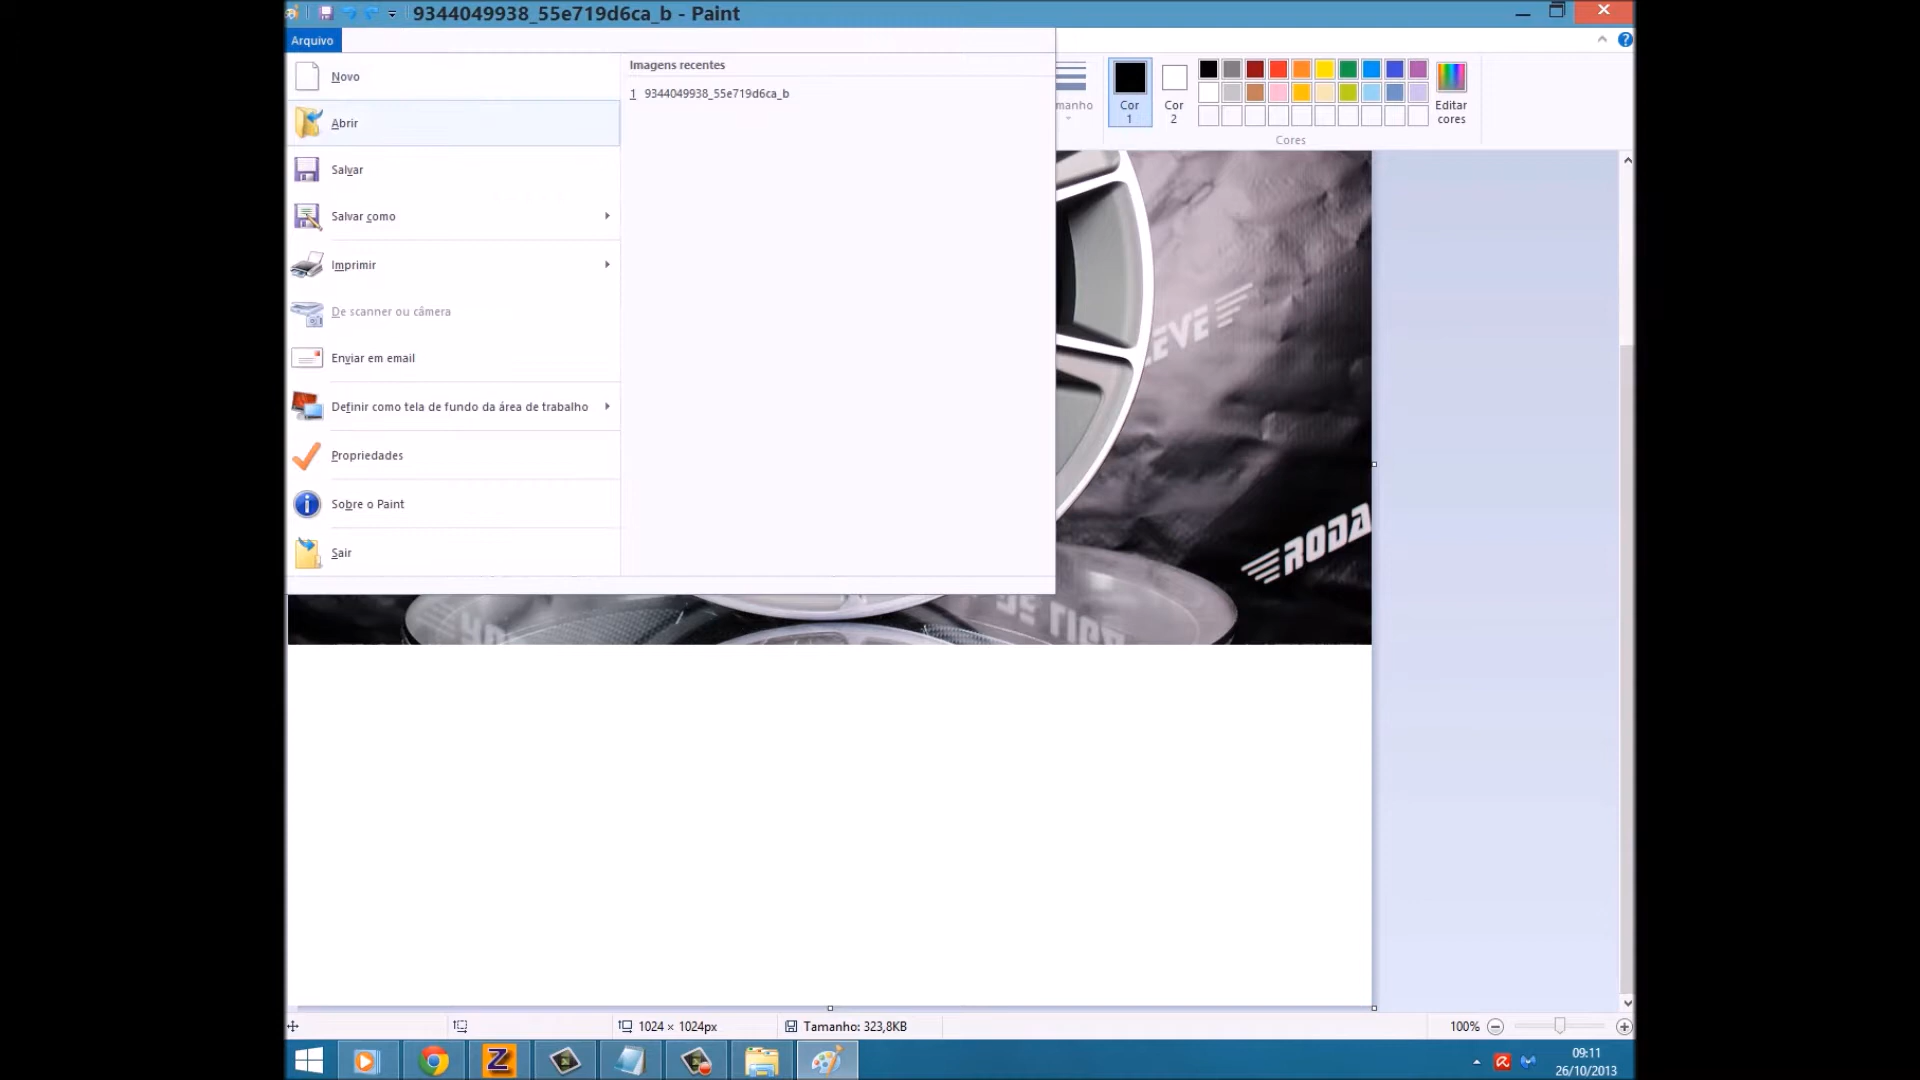 9344049938_55e719d6ca_b - Paint
Arquivo
Novo
Abrir
Salvar
Salvar como
Imprimir
De scanner ou câmera
Enviar em email
Definir como tela de fundo da área de trabalho
Propriedades
Sobre o Paint
Sair
Imagens recentes
1 9344049938_55e719d6ca_b
manho
Cor
1
Cor
2
Editar
cores
Cores
EVE
RODA
DE LIGA
1024 × 1024px
Tamanho: 323,8KB
100%
09:11
26/10/2013